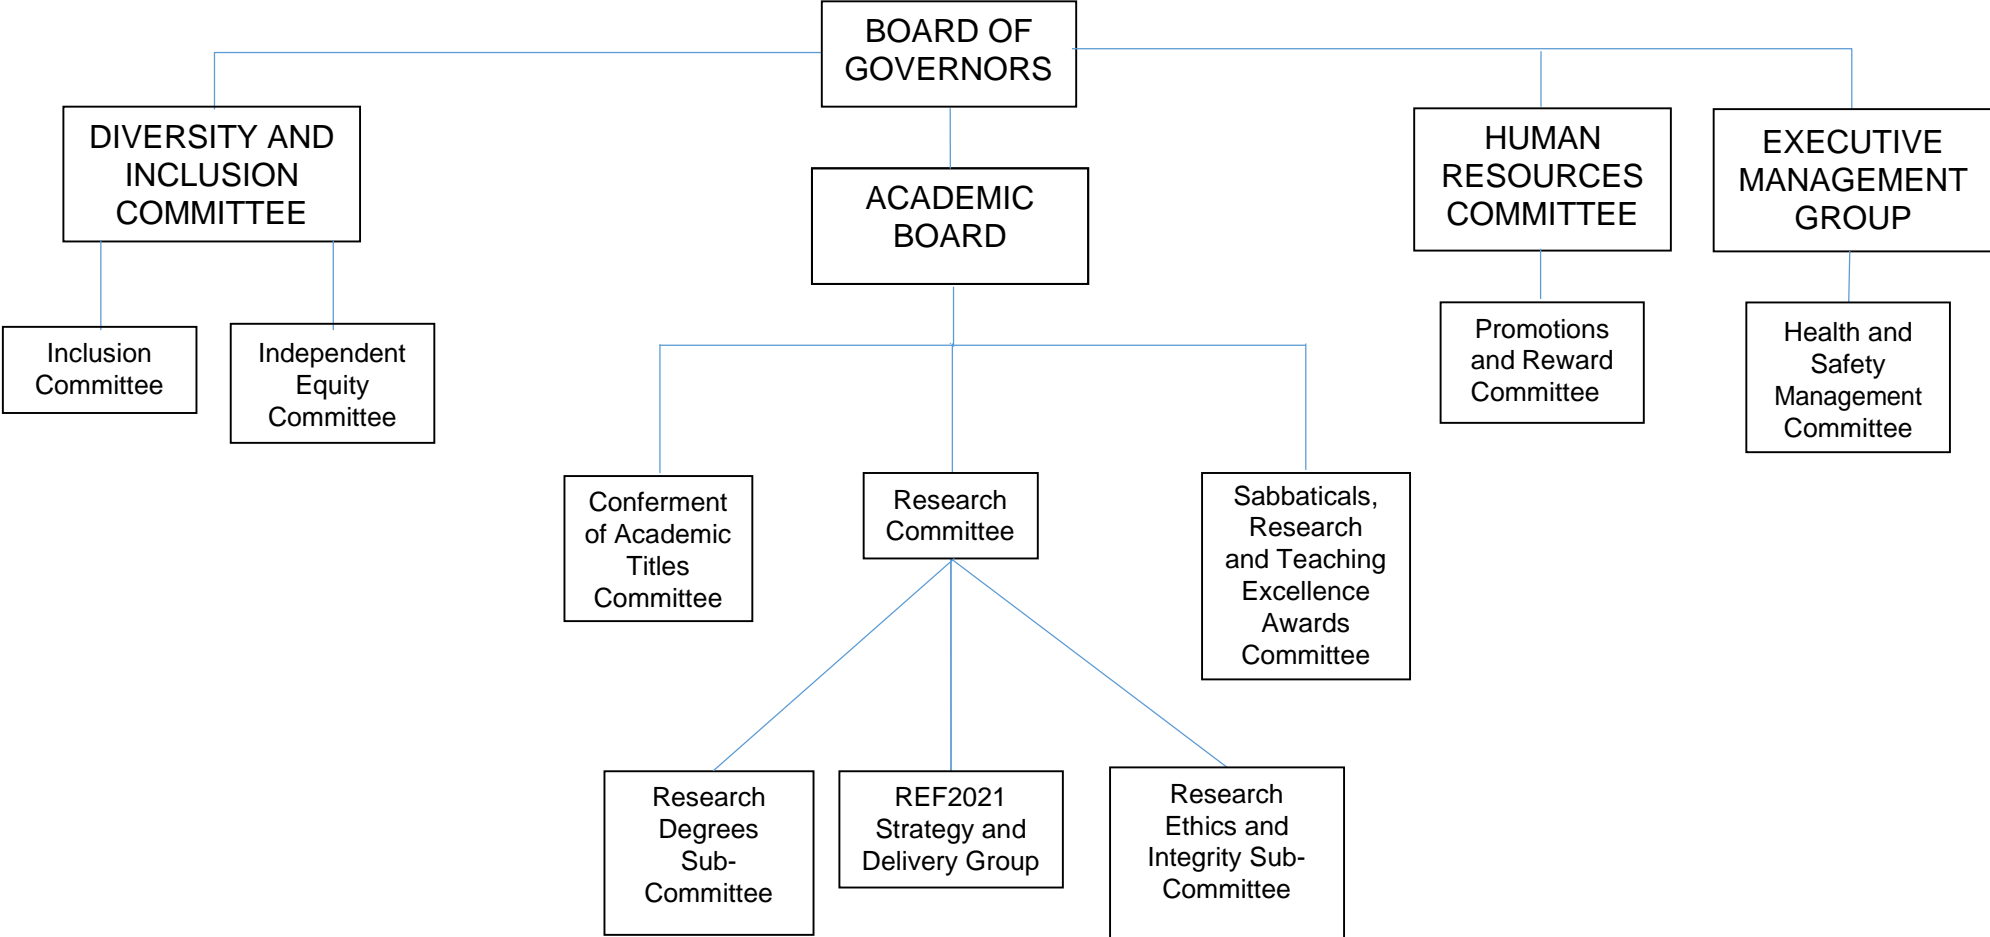 BOARD OF
GOVERNORS
DIVERSITY AND
INCLUSION
COMMITTEE
ACADEMIC
BOARD
HUMAN
RESOURCES
COMMITTEE
EXECUTIVE
MANAGEMENT
GROUP
Inclusion
Committee
Independent
Equity
Committee
Promotions
and Reward
Committee
Health and
Safety
Management
Committee
Conferment
of Academic
Titles
Committee
Research
Committee
Sabbaticals,
Research
and Teaching
Excellence
Awards
Committee
Research
Degrees
Sub-
Committee
REF2021
Strategy and
Delivery Group
Research
Ethics and
Integrity Sub-
Committee